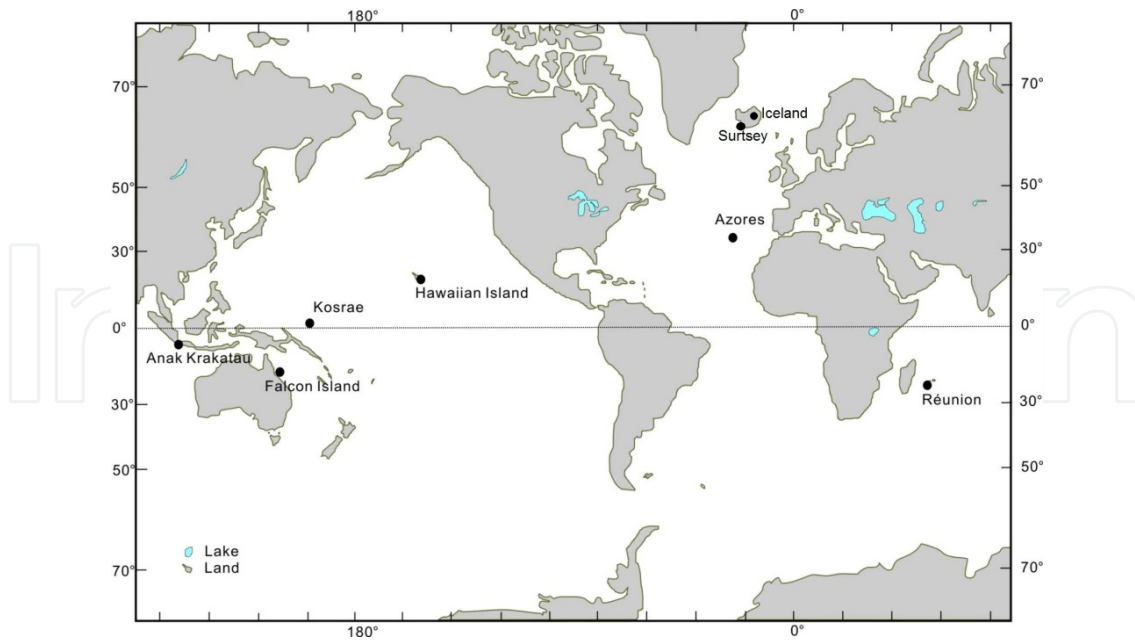 180°
0°
70°
70°
Iceland
Surtsey
50°
50°
Azores
30°
30°
Hawaiian Island
Kosrae
0°
0°
Anak Krakatau
Falcon Island
Réunion
30°
30°
50°
50°
Lake
Land
70°
70°
180°
0°